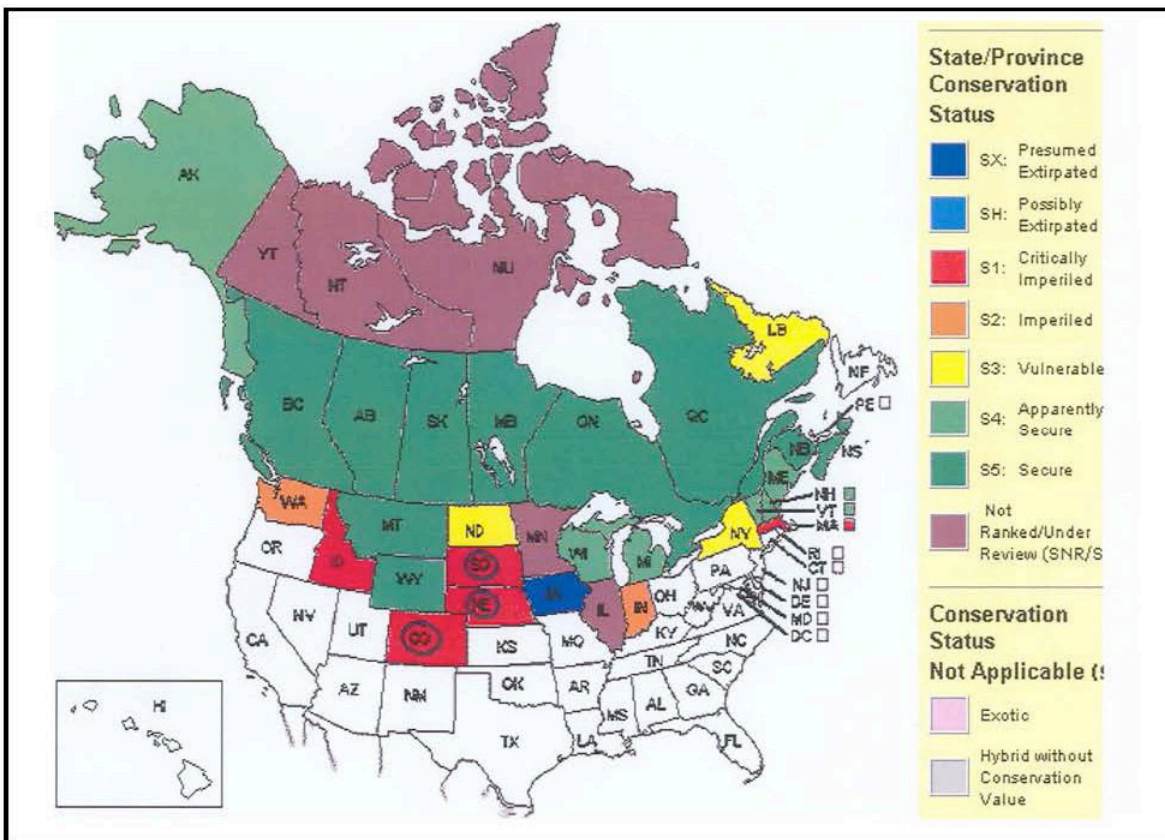 AK
YT
NT
NU
BC
AB
SK
MB
ON
QC
LB
NF
PE
NB
NS
ME
NH
VT
MA
RI
CT
NJ
DE
MD
DC
WA
OR
ID
MT
ND
MN
WI
MI
NY
PA
SD
WY
NE
IA
IL
IN
OH
WV
VA
CA
NV
UT
CO
KS
MO
KY
NC
TN
SC
AZ
NM
OK
AR
MS
AL
GA
TX
LA
FL
HI
State/Province
Conservation
Status
SX: Presumed
Extirpated
SH: Possibly
Extirpated
S1: Critically
Imperiled
S2: Imperiled
S3: Vulnerable
S4: Apparently
Secure
S5: Secure
Not
Ranked/Under
Review (SNR/S
Conservation
Status
Not Applicable (
Exotic
Hybrid without
Conservation
Value